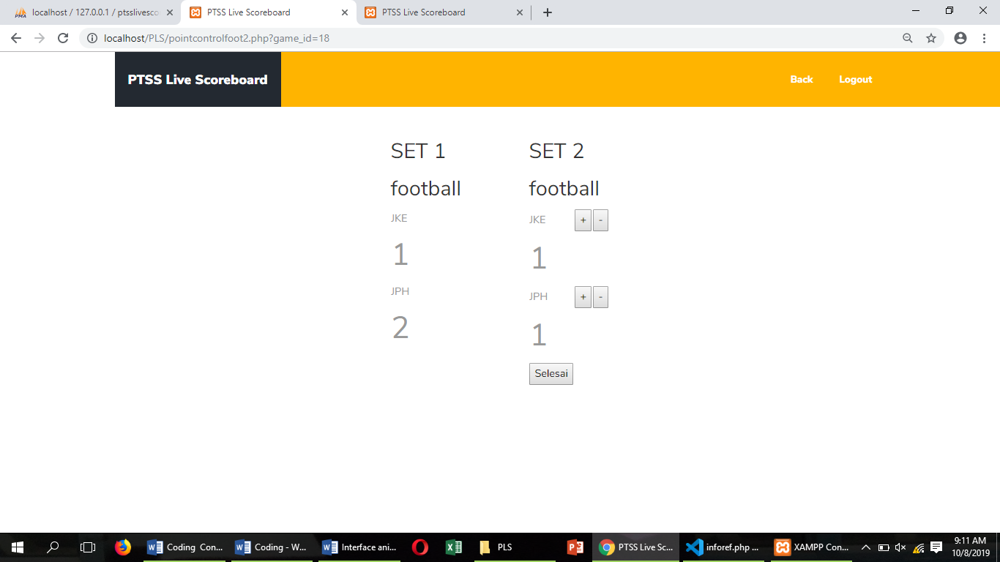 localhost / 127.0.0.1 / ptsslivesco
PTSS Live Scoreboard
PTSS Live Scoreboard
localhost/PLS/pointcontrolfoot2.php?game_id=18
PTSS Live Scoreboard
Back
Logout
SET 1
football
JKE
1
JPH
2
SET 2
football
JKE
+
-
1
JPH
+
-
1
Selesai
Coding Con...
Coding - W...
Interface ani...
PLS
PTSS Live Sc...
inforef.php ...
XAMPP Con...
9:11 AM
10/8/2019